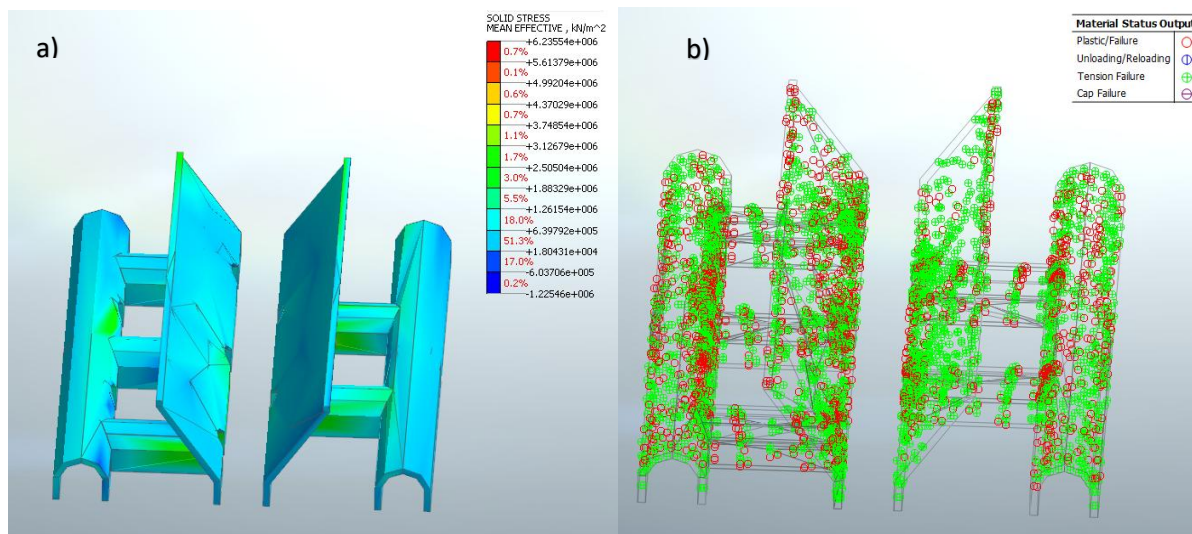 a)
SOLID STRESS
MEAN EFFECTIVE , kN/m^2
+6.23554e+006
0.7%
+5.61379e+006
0.1%
+4.99204e+006
0.6%
+4.37029e+006
0.7%
+3.74854e+006
1.1%
+3.12679e+006
1.7%
+2.50504e+006
3.0%
+1.88329e+006
5.5%
+1.26154e+006
18.0%
+6.39792e+005
51.3%
+1.80431e+004
17.0%
-6.03706e+005
0.2%
-1.22546e+006
b)
Material Status Output
Plastic/Failure
Unloading/Reloading
Tension Failure
Cap Failure